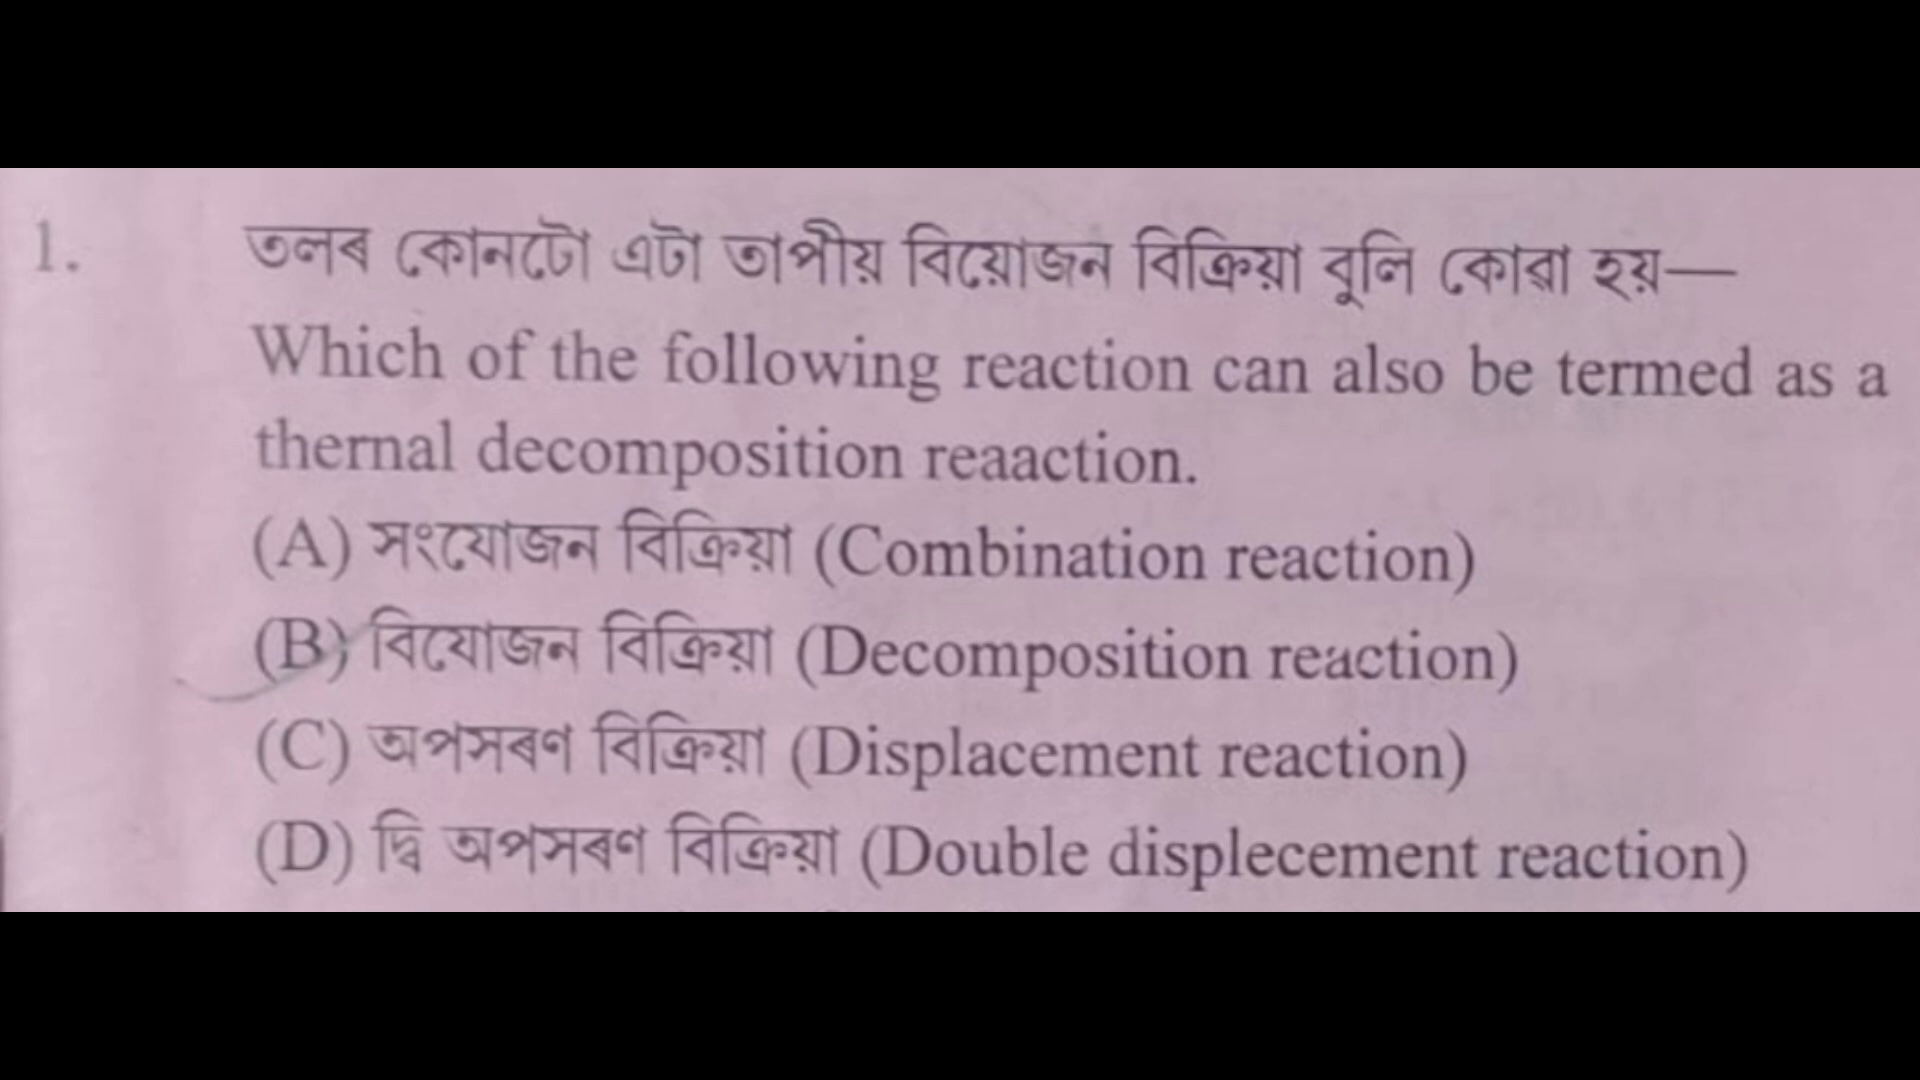 1. তলৰ কোনটো এটা তাপীয় বিয়োজন বিক্ৰিয়া বুলি কোৱা হয়—
Which of the following reaction can also be termed as a
thernal decomposition reaaction.
(A) সংযোজন বিক্ৰিয়া (Combination reaction)
(B) বিযোজন বিক্ৰিয়া (Decomposition reaction)
(C) অপসৰণ বিক্ৰিয়া (Displacement reaction)
(D) দ্বি অপসৰণ বিক্ৰিয়া (Double displecement reaction)